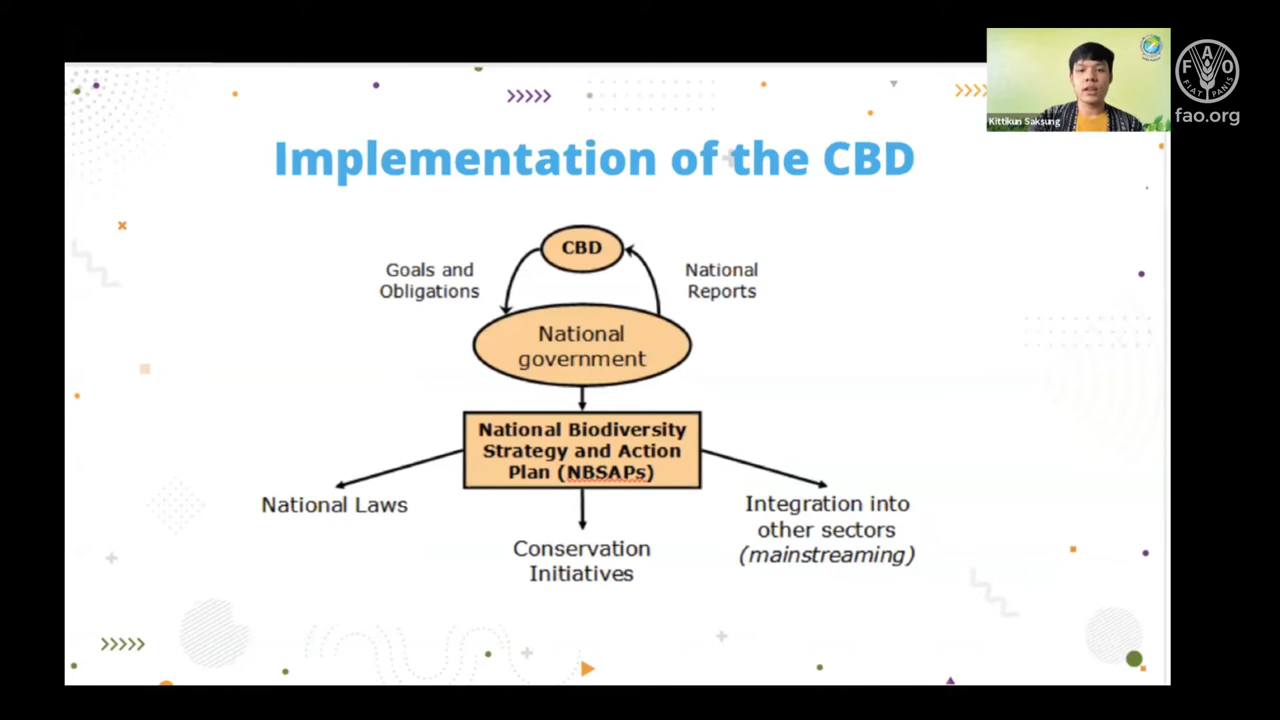 Implementation of the CBD
CBD
Goals and
Obligations
National
Reports
National
government
National Biodiversity
Strategy and Action
Plan (NBSAPs)
National Laws
Conservation
Initiatives
Integration into
other sectors
(mainstreaming)
Kittikun Saksung
F A O
FIAT PANIS
fao.org